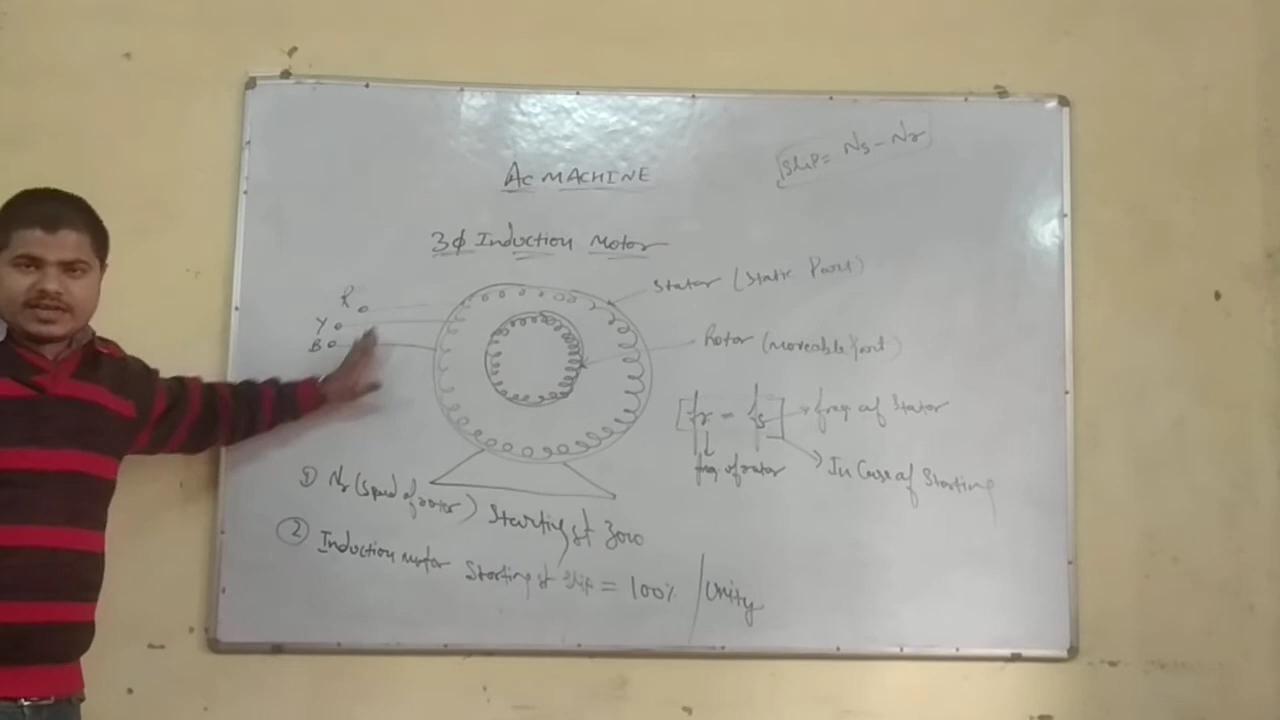 Slip = Ns - Nr
AC MACHINE
3φ Induction Motor
Stator (Static Part)
R
Y
B
Rotor (moveable part)
[fr = fs] → freq of Stator
freq. of rotor
In Case of Starting
① Nr (Speed of rotor) Starting at zero
② Induction motor Starting at Slip = 100% / Unity